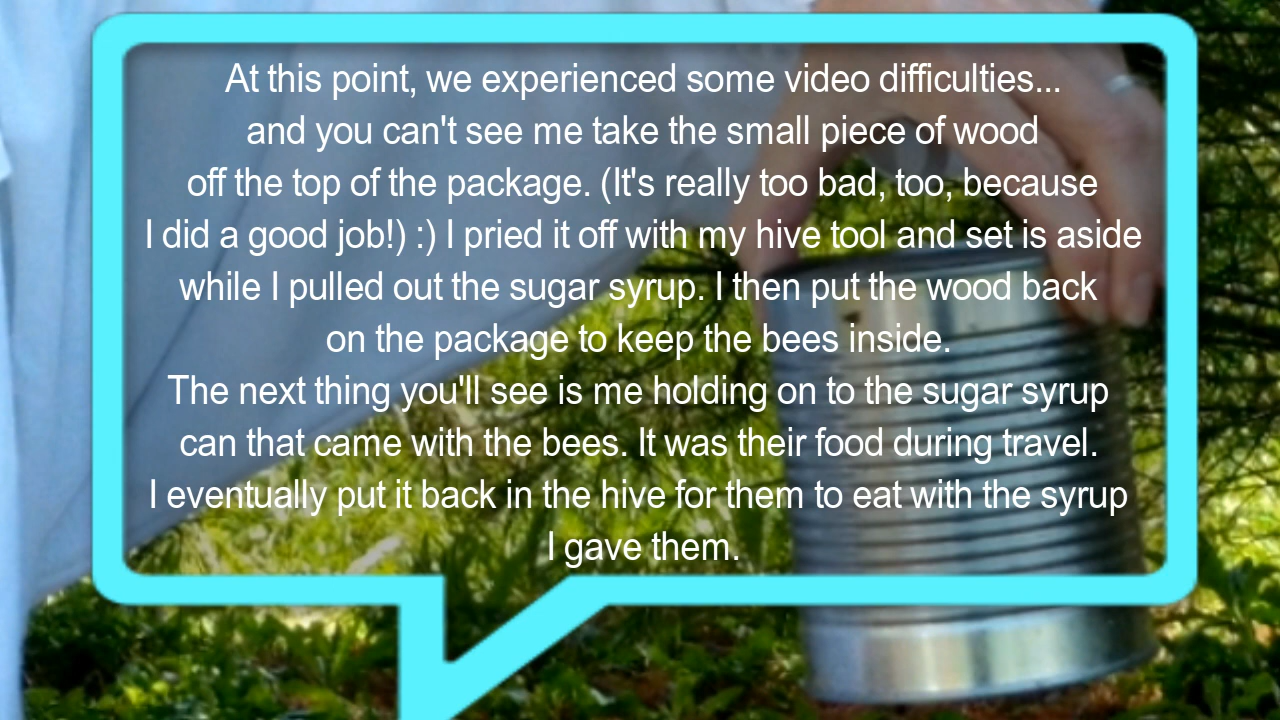 At this point, we experienced some video difficulties...
and you can't see me take the small piece of wood
off the top of the package. (It's really too bad, too, because
I did a good job!) :) I pried it off with my hive tool and set is aside
while I pulled out the sugar syrup. I then put the wood back
on the package to keep the bees inside.
The next thing you'll see is me holding on to the sugar syrup
can that came with the bees. It was their food during travel.
I eventually put it back in the hive for them to eat with the syrup
I gave them.